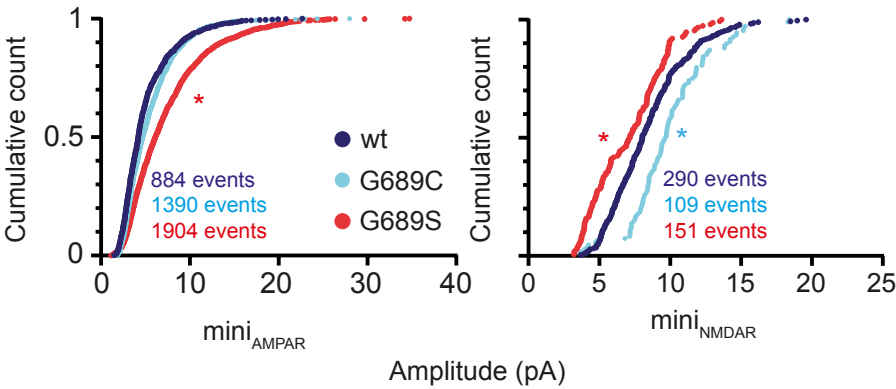 Cumulative count
1
0.5
0
*
884 events
1390 events
1904 events
wt
G689C
G689S
0 10 20 30 40
mini AMPAR
Cumulative count
*
*
290 events
109 events
151 events
0 5 10 15 20 25
mini NMDAR
Amplitude (pA)